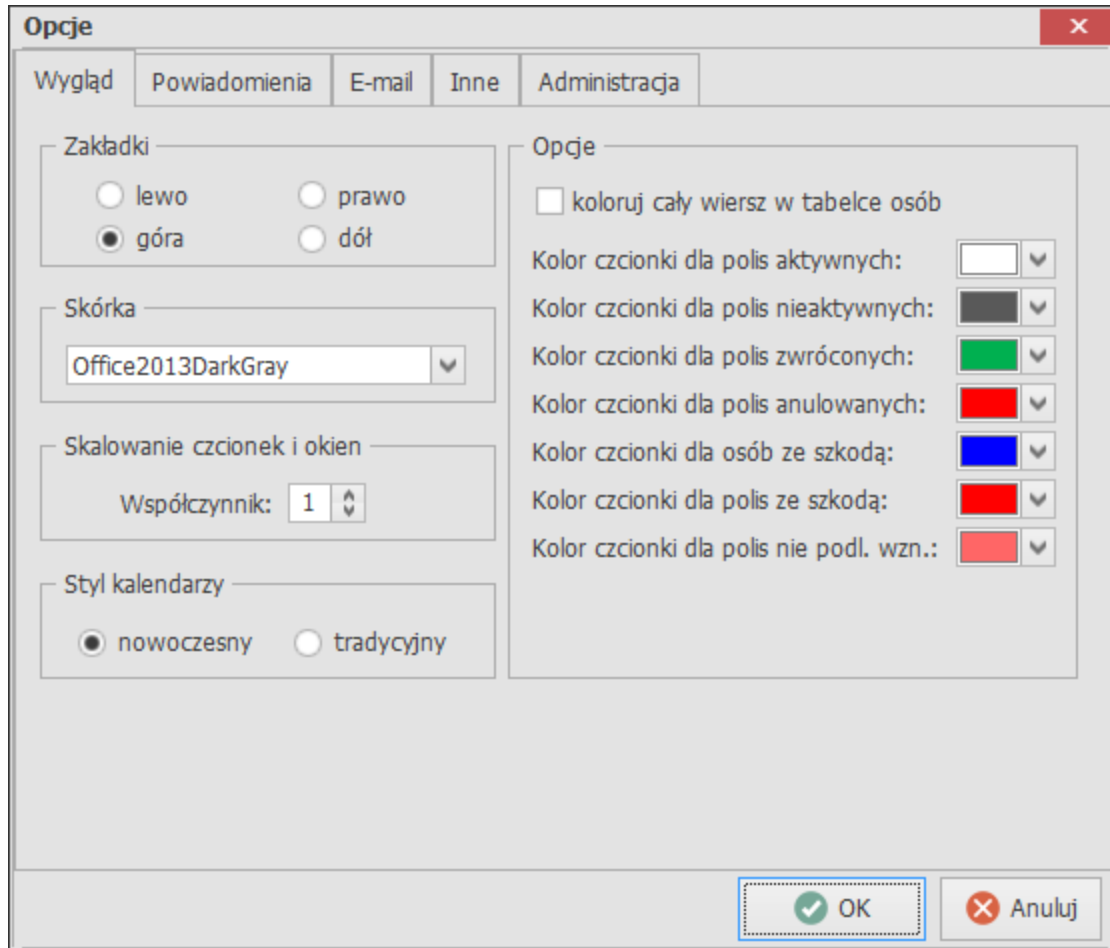 Opcje
Wygląd Powiadomienia E-mail Inne Administracja
Zakładki
lewo prawo
góra dół
Skórka
Office2013DarkGray
Skalowanie czcionek i okien
Współczynnik: 1
Styl kalendarzy
nowoczesny tradycyjny
Opcje
koloruj cały wiersz w tabelce osób
Kolor czcionki dla polis aktywnych:
Kolor czcionki dla polis nieaktywnych:
Kolor czcionki dla polis zwróconych:
Kolor czcionki dla polis anulowanych:
Kolor czcionki dla osób ze szkodą:
Kolor czcionki dla polis ze szkodą:
Kolor czcionki dla polis nie podl. wzn.:
OK Anuluj